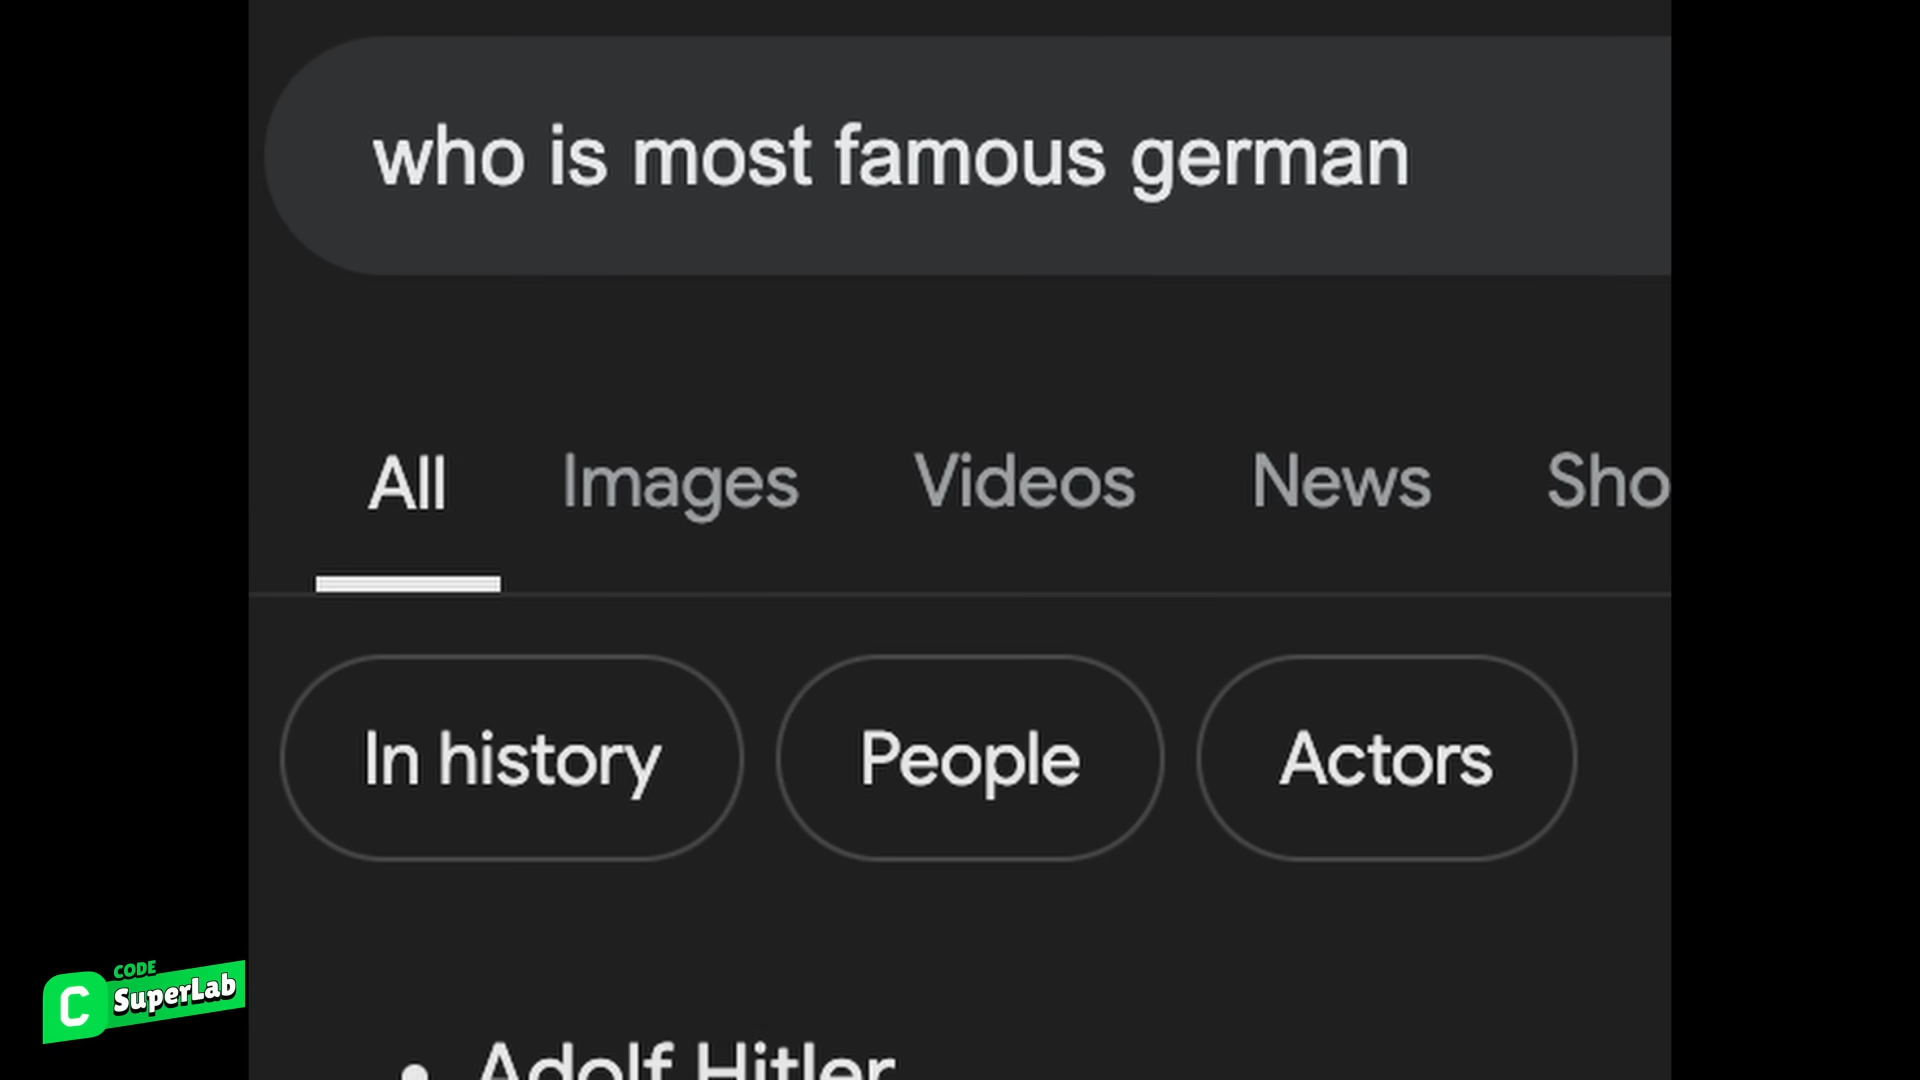 who is most famous german
All Images Videos News Sho
In history People Actors
• Adolf Hitler
C CODE SuperLab